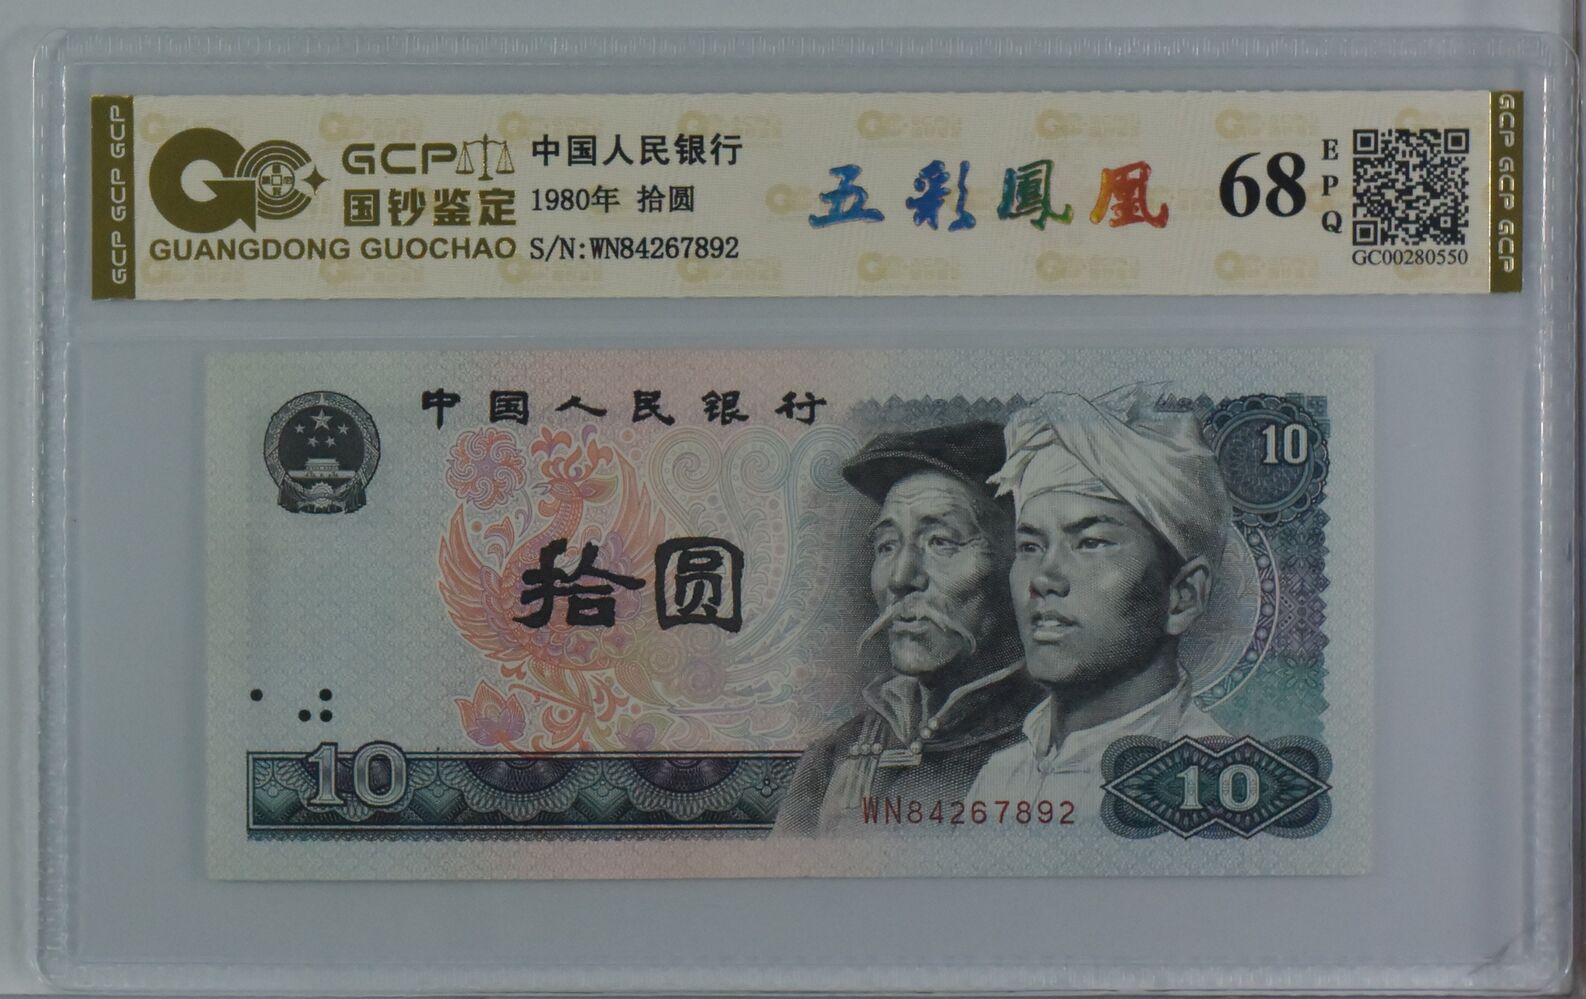 GCP GCP GCP
GC
GCP
国钞鉴定
GUANGDONG GUOCHAO
中国人民银行
1980年 拾圆
S/N:WN84267892
五彩鳳凰
68
EPQ
GC00280550
GCP GCP GCP
中国人民银行
10
拾圆
10
WN84267892
10